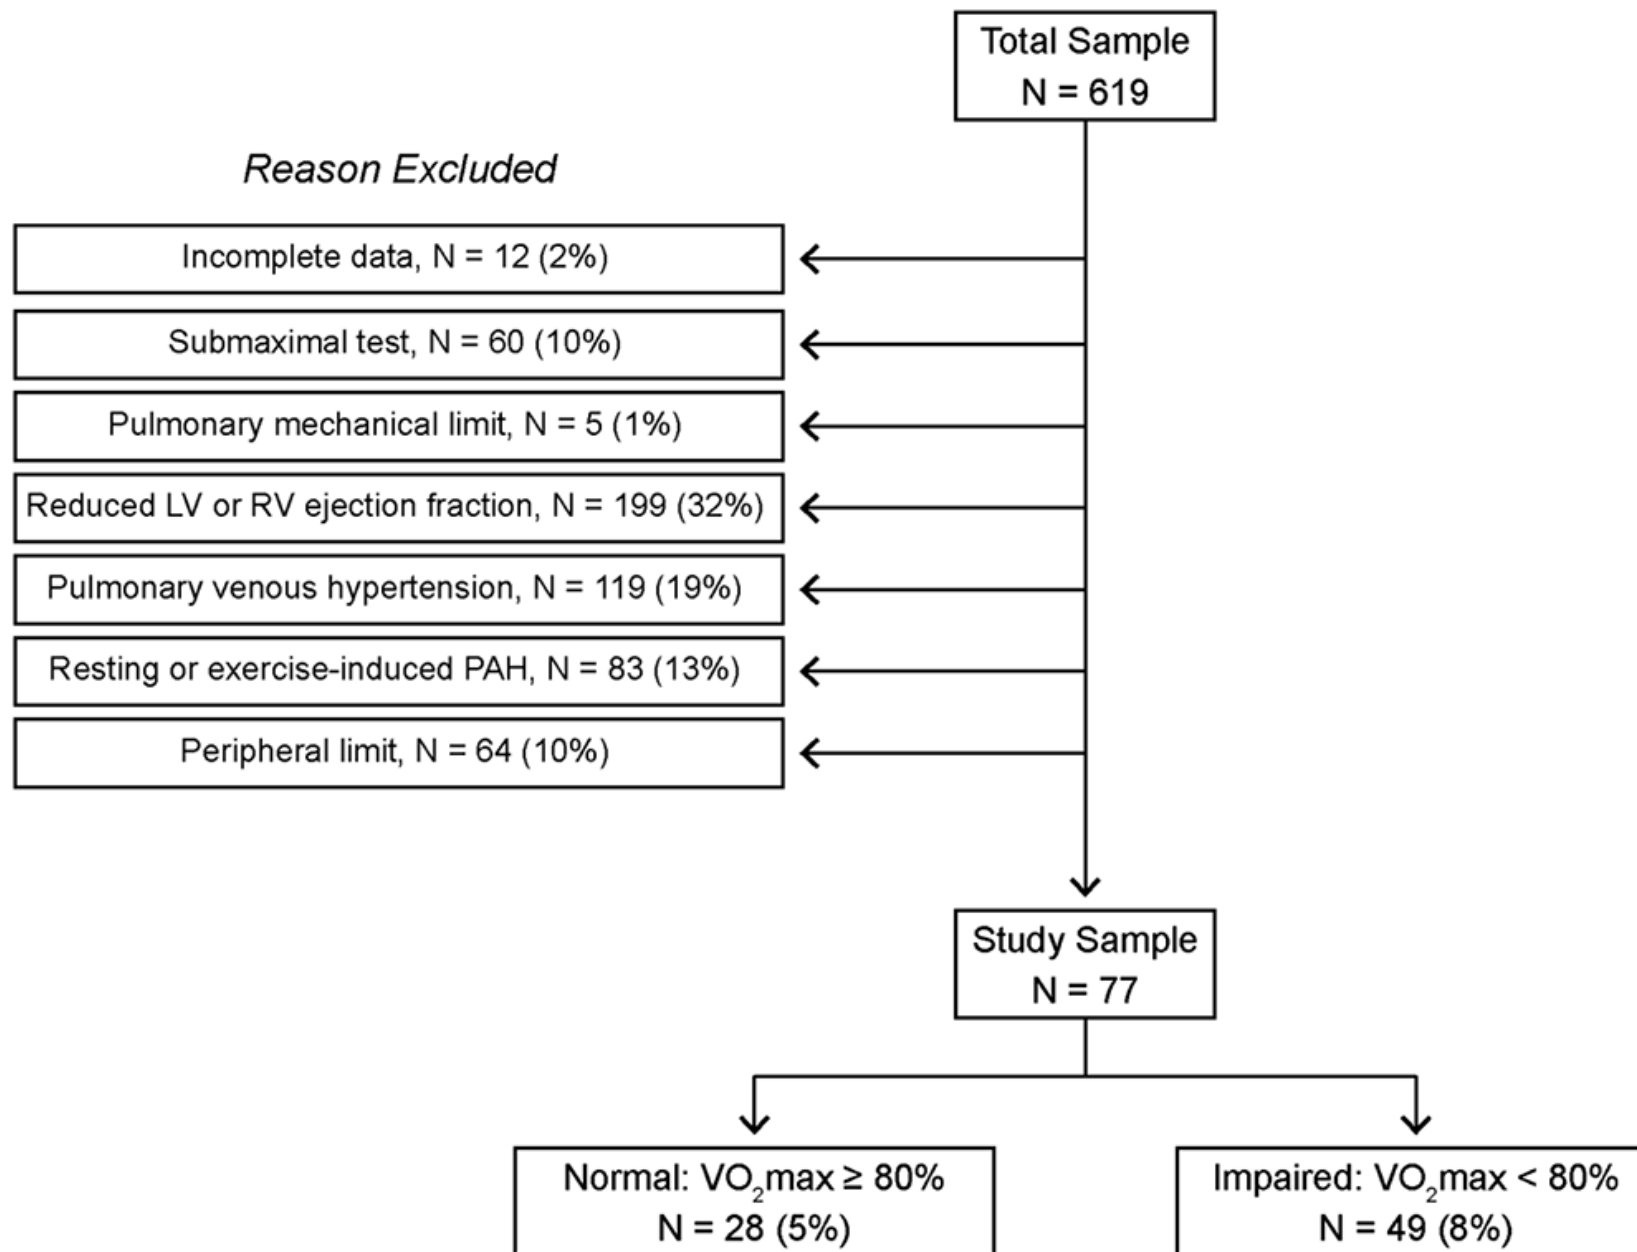 Total Sample
N = 619
Reason Excluded
Incomplete data, N = 12 (2%)
Submaximal test, N = 60 (10%)
Pulmonary mechanical limit, N = 5 (1%)
Reduced LV or RV ejection fraction, N = 199 (32%)
Pulmonary venous hypertension, N = 119 (19%)
Resting or exercise-induced PAH, N = 83 (13%)
Peripheral limit, N = 64 (10%)
Study Sample
N = 77
Normal: VO₂max ≥ 80%
N = 28 (5%)
Impaired: VO₂max < 80%
N = 49 (8%)